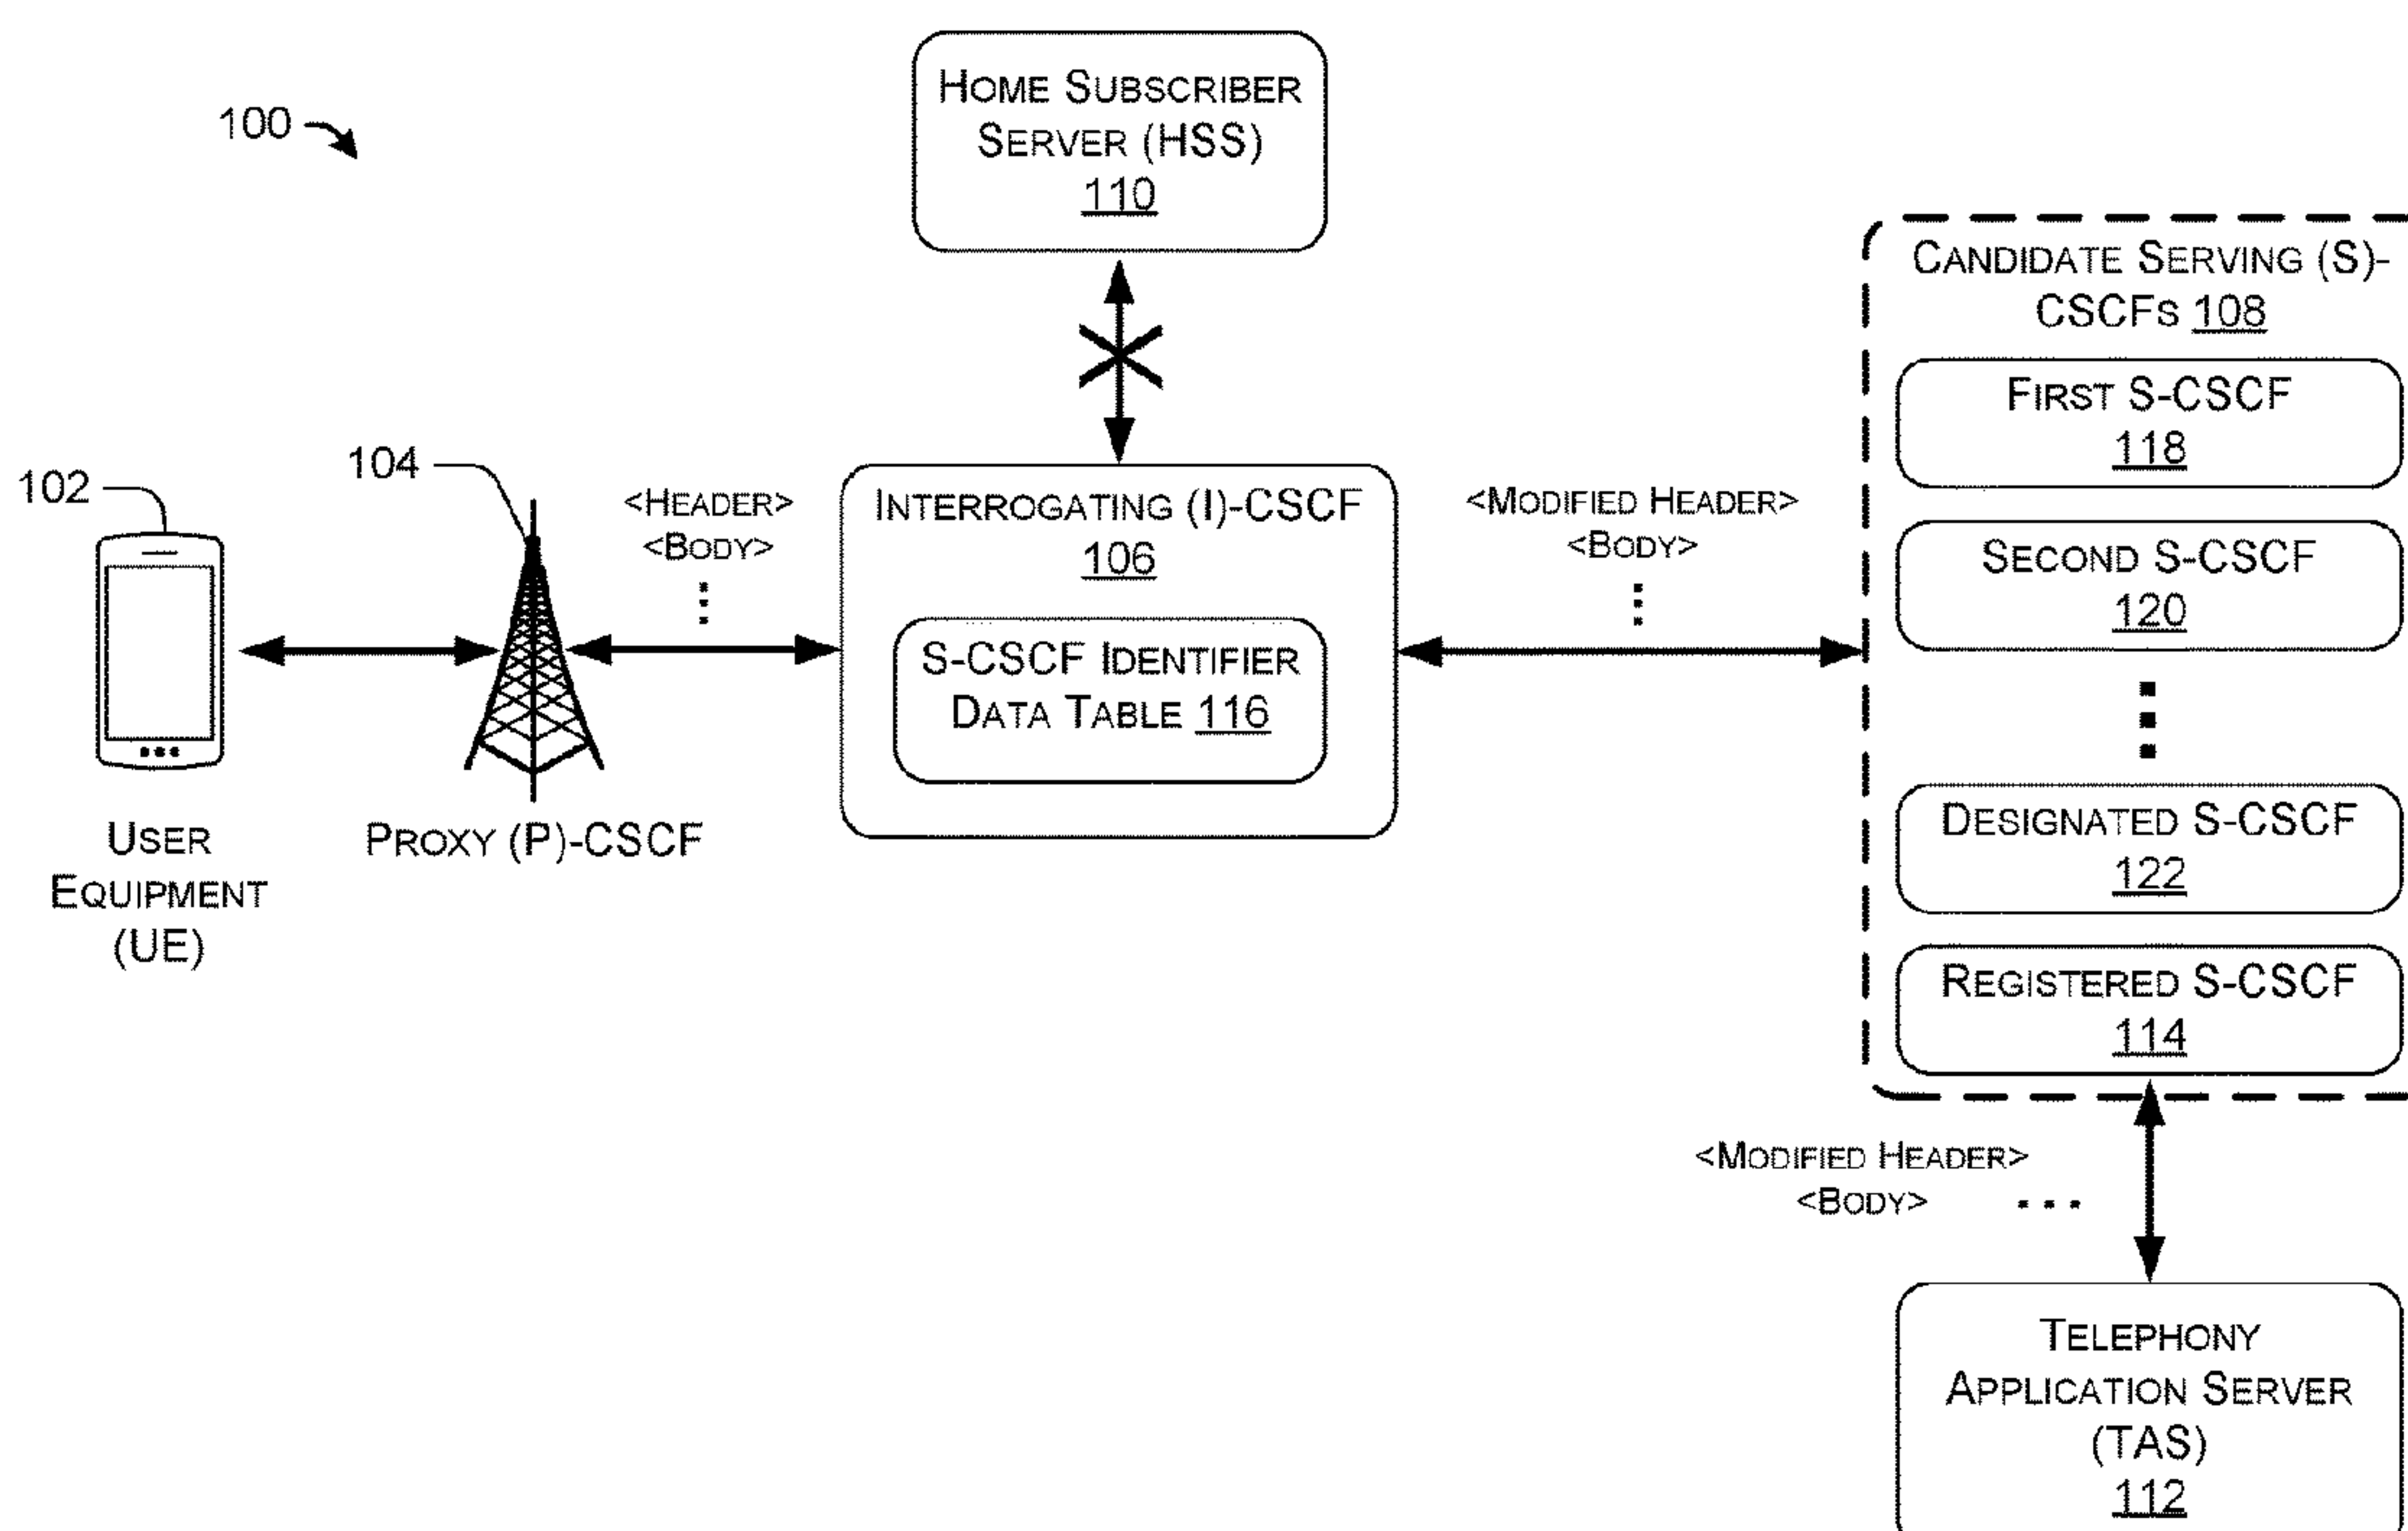 100
HOME SUBSCRIBER
SERVER (HSS)
110
102
104
USER
EQUIPMENT
(UE)
PROXY (P)-CSCF
<HEADER>
<BODY>
INTERROGATING (I)-CSCF
106
S-CSCF IDENTIFIER
DATA TABLE 116
<MODIFIED HEADER>
<BODY>
CANDIDATE SERVING (S)-
CSCFS 108
FIRST S-CSCF
118
SECOND S-CSCF
120
DESIGNATED S-CSCF
122
REGISTERED S-CSCF
114
<MODIFIED HEADER>
<BODY> ...
TELEPHONY
APPLICATION SERVER
(TAS)
112